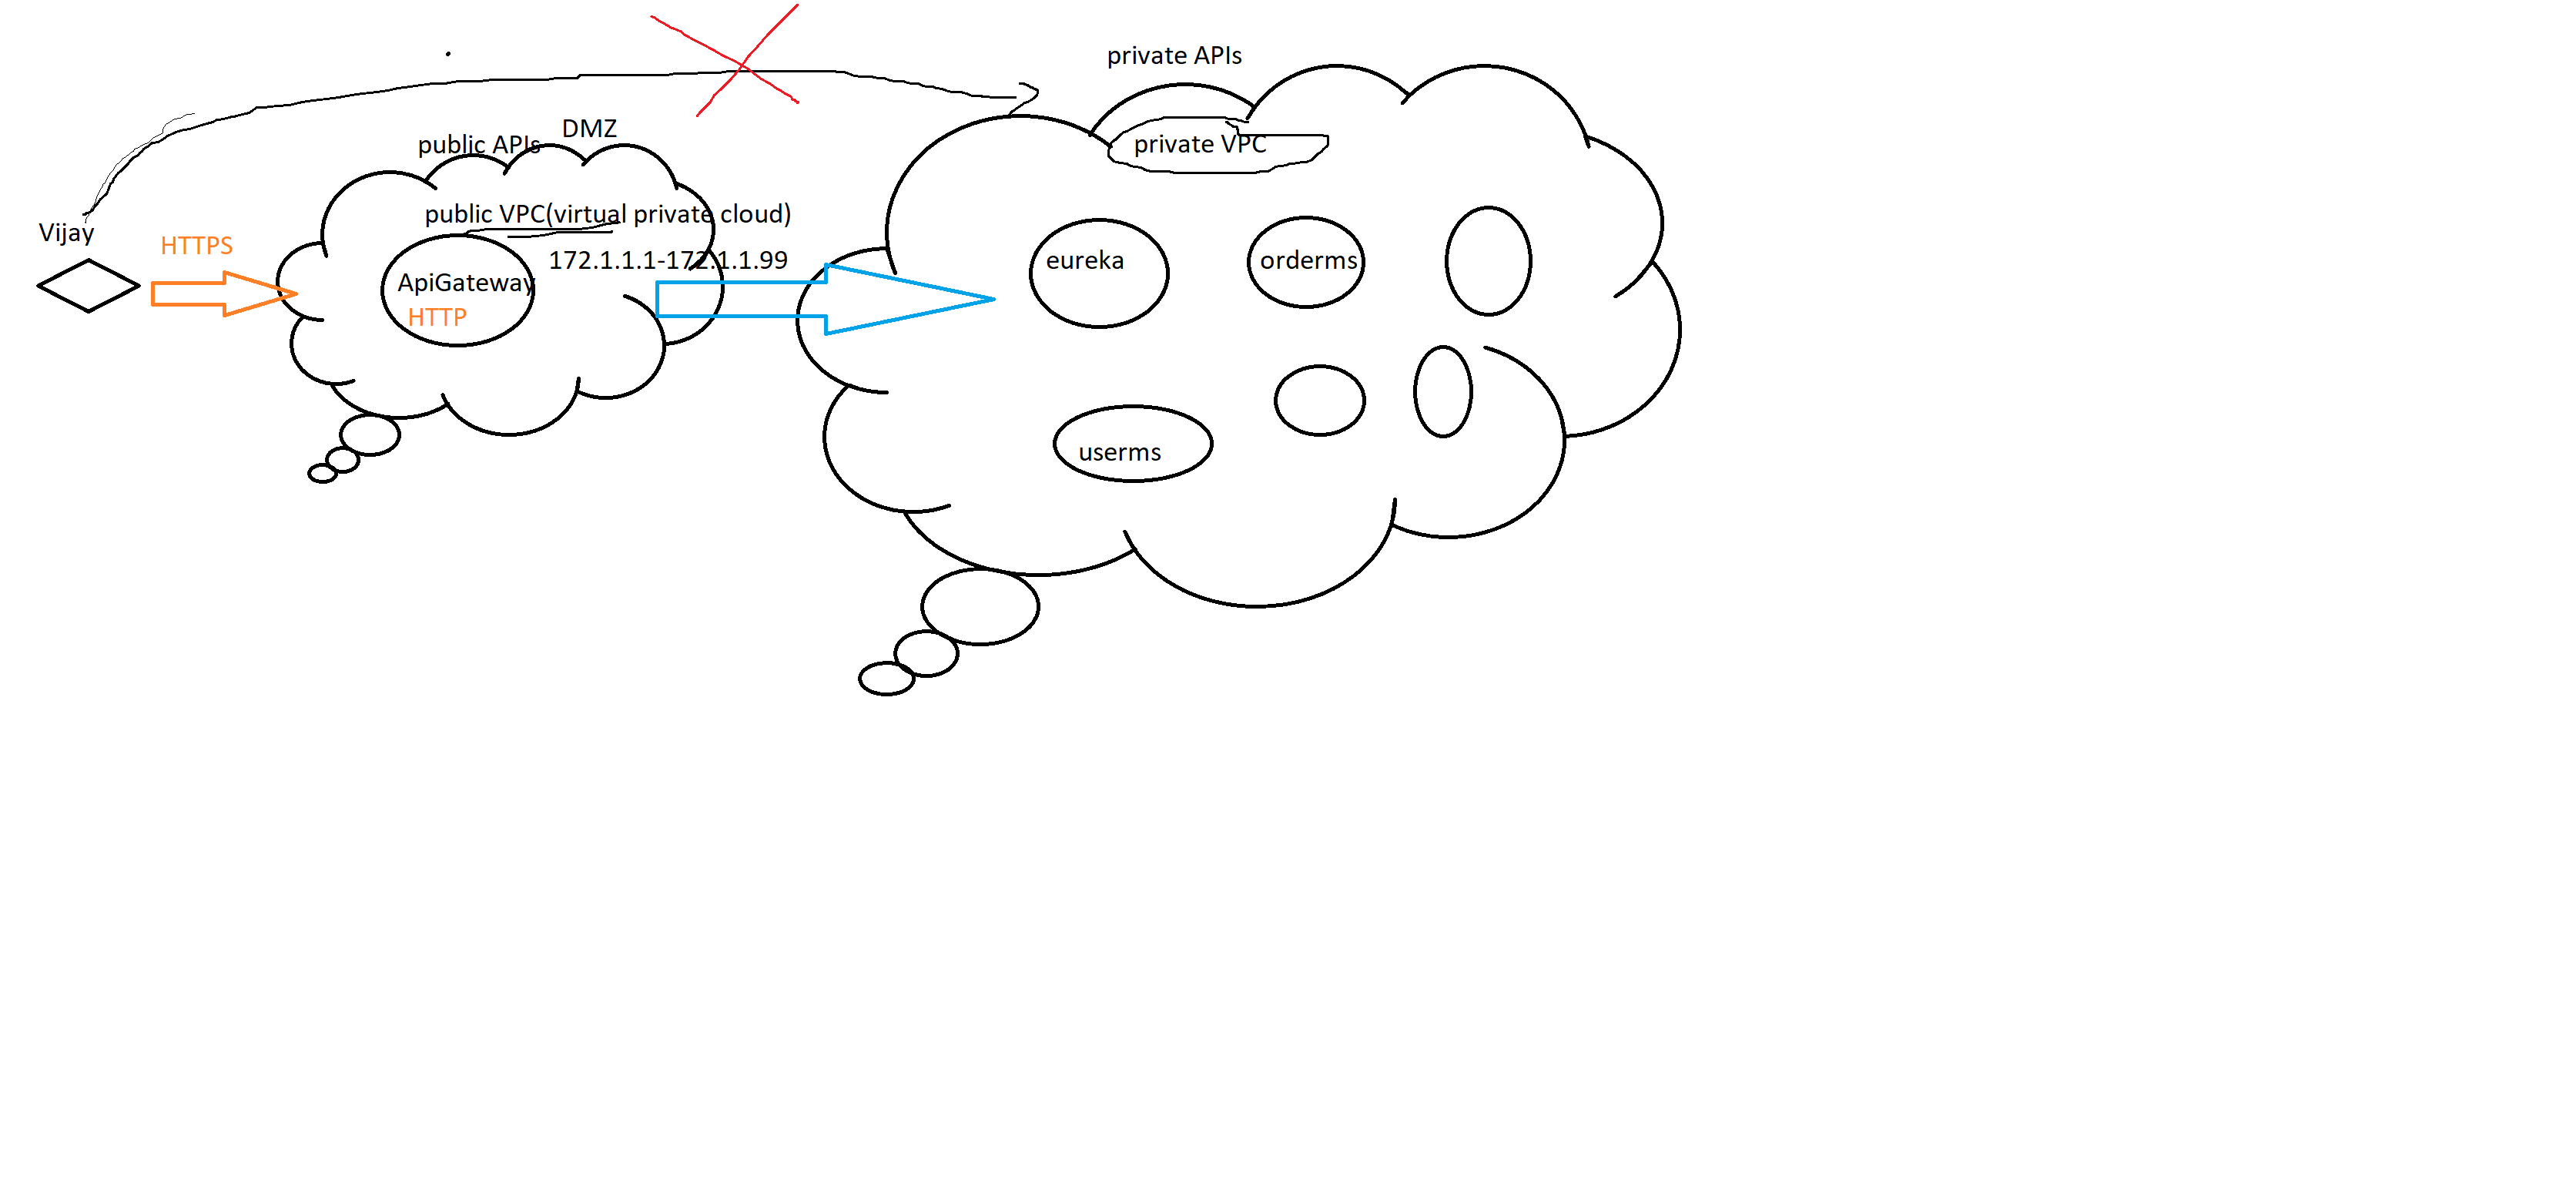 private APIs
DMZ
public APIs
private VPC
public VPC(virtual private cloud)
Vijay
HTTPS
172.1.1.1-172.1.1.99
eureka
orderms
ApiGateway
HTTP
userms